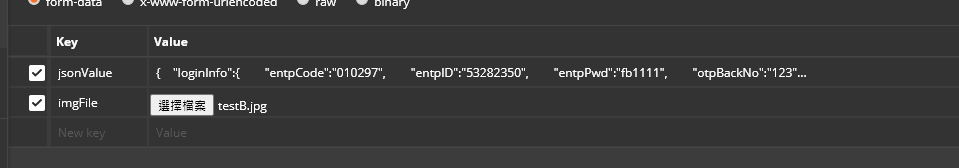 form-data x-www-form-urlencoded raw binary
Key Value
jsonValue { "loginInfo":{ "entpCode":"010297", "entpID":"53282350", "entpPwd":"fb1111", "otpBackNo":"123"...
imgFile 選擇檔案 testB.jpg
New key Value